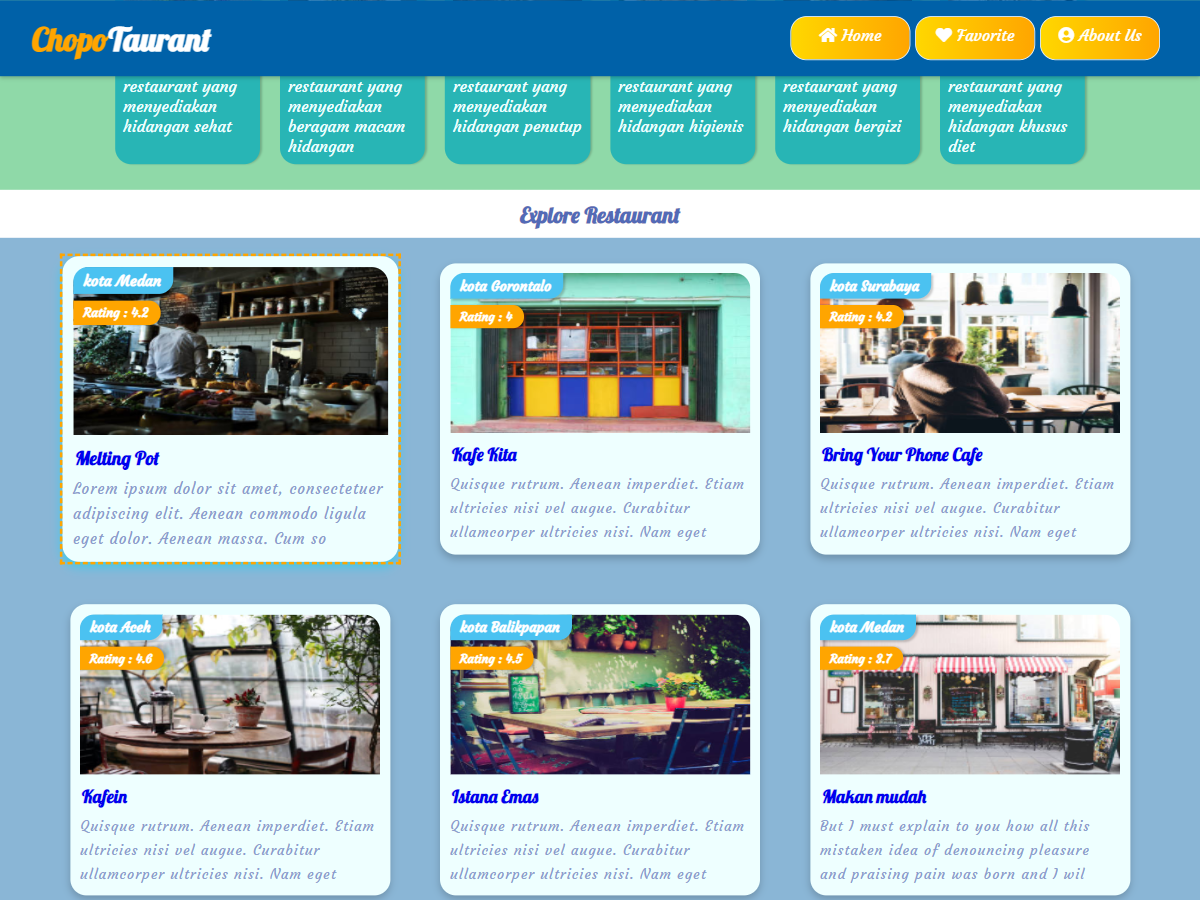 ChopoTaurant
Home
Favorite
About Us
restaurant yang
menyediakan
hidangan sehat
restaurant yang
menyediakan
beragam macam
hidangan
restaurant yang
menyediakan
hidangan penutup
restaurant yang
menyediakan
hidangan higienis
restaurant yang
menyediakan
hidangan bergizi
restaurant yang
menyediakan
hidangan khusus
diet
Explore Restaurant
kota Medan
Rating : 4.2
Melting Pot
Lorem ipsum dolor sit amet, consectetuer
adipiscing elit. Aenean commodo ligula
eget dolor. Aenean massa. Cum so
kota Gorontalo
Rating : 4
Kafe Kita
Quisque rutrum. Aenean imperdiet. Etiam
ultricies nisi vel augue. Curabitur
ullamcorper ultricies nisi. Nam eget
kota Surabaya
Rating : 4.2
Bring Your Phone Cafe
Quisque rutrum. Aenean imperdiet. Etiam
ultricies nisi vel augue. Curabitur
ullamcorper ultricies nisi. Nam eget
kota Aceh
Rating : 4.6
Kafein
Quisque rutrum. Aenean imperdiet. Etiam
ultricies nisi vel augue. Curabitur
ullamcorper ultricies nisi. Nam eget
kota Balikpapan
Rating : 4.5
Istana Emas
Quisque rutrum. Aenean imperdiet. Etiam
ultricies nisi vel augue. Curabitur
ullamcorper ultricies nisi. Nam eget
kota Medan
Rating : 3.7
Makan mudah
But I must explain to you how all this
mistaken idea of denouncing pleasure
and praising pain was born and I wil